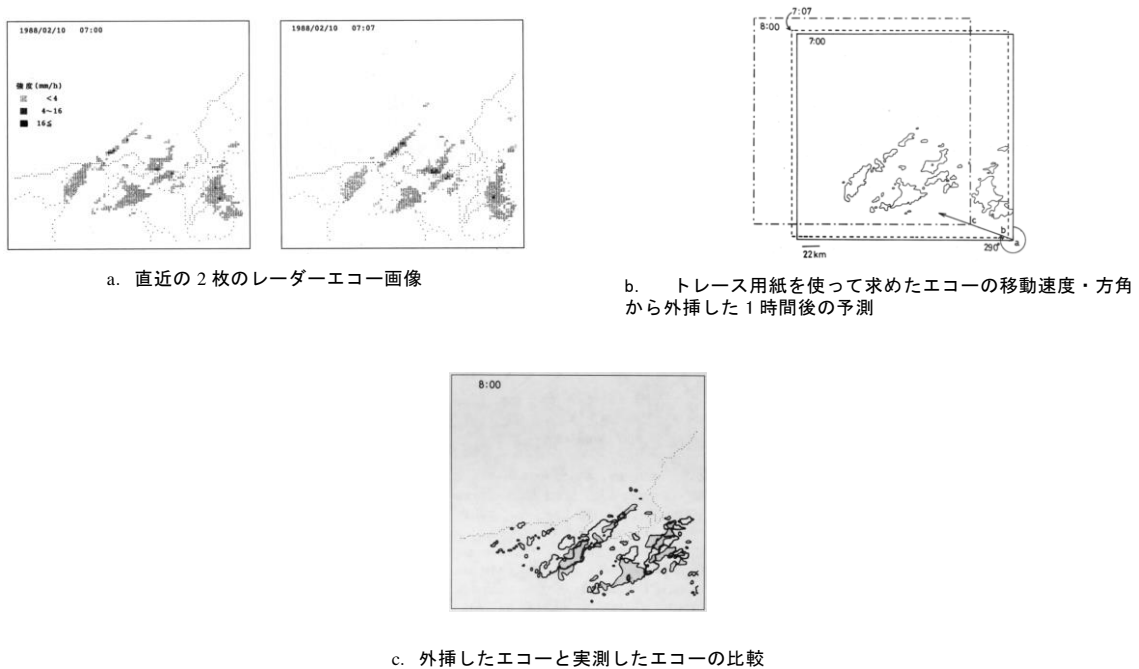 1988/02/10 07:00
強度(mm/h)
<4
4~16
16≦
1988/02/10 07:07
a. 直近の2枚のレーダーエコー画像
7:07
8:00
7:00
c
b
a
290°
22km
b. トレース用紙を使って求めたエコーの移動速度・方角
から外挿した1時間後の予測
8:00
c. 外挿したエコーと実測したエコーの比較